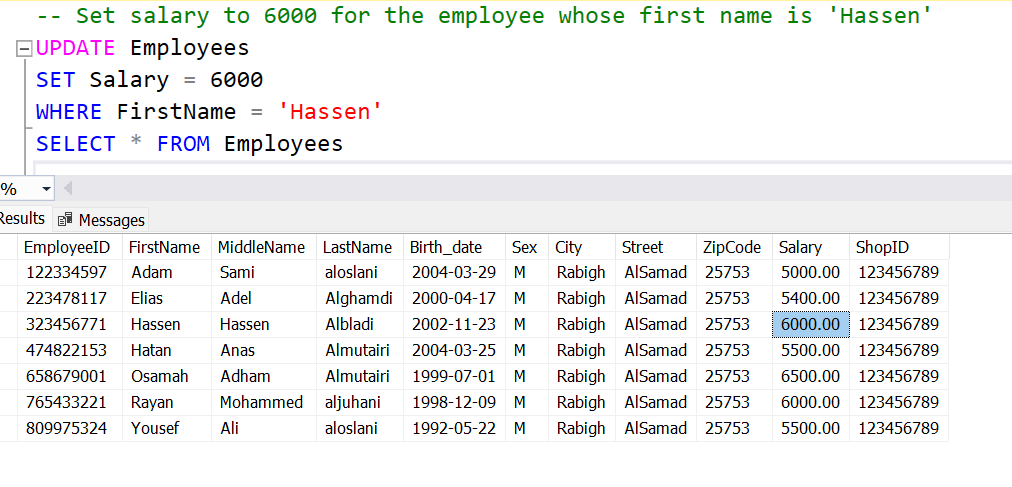 -- Set salary to 6000 for the employee whose first name is 'Hassen'
UPDATE Employees
SET Salary = 6000
WHERE FirstName = 'Hassen'
SELECT * FROM Employees
%
Results Messages
EmployeeID FirstName MiddleName LastName Birth_date Sex City Street ZipCode Salary ShopID
122334597 Adam Sami aloslani 2004-03-29 M Rabigh AlSamad 25753 5000.00 123456789
223478117 Elias Adel Alghamdi 2000-04-17 M Rabigh AlSamad 25753 5400.00 123456789
323456771 Hassen Hassen Albladi 2002-11-23 M Rabigh AlSamad 25753 6000.00 123456789
474822153 Hatan Anas Almutairi 2004-03-25 M Rabigh AlSamad 25753 5500.00 123456789
658679001 Osamah Adham Almutairi 1999-07-01 M Rabigh AlSamad 25753 6500.00 123456789
765433221 Rayan Mohammed aljuhani 1998-12-09 M Rabigh AlSamad 25753 6000.00 123456789
809975324 Yousef Ali aloslani 1992-05-22 M Rabigh AlSamad 25753 5500.00 123456789